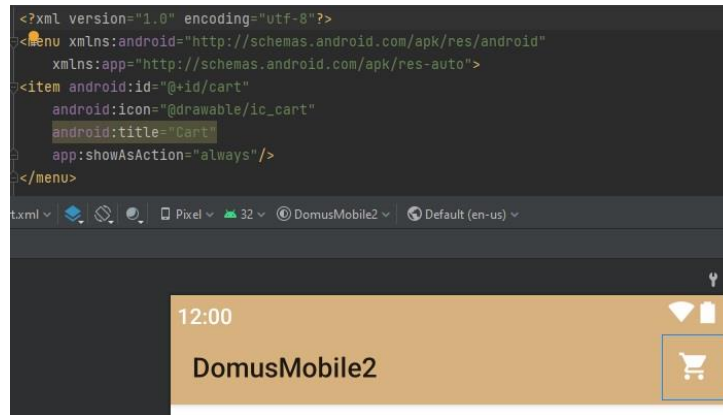 <?xml version="1.0" encoding="utf-8"?>
<menu xmlns:android="http://schemas.android.com/apk/res/android"
xmlns:app="http://schemas.android.com/apk/res-auto">
<item android:id="@+id/cart"
android:icon="@drawable/ic_cart"
android:title="Cart"
app:showAsAction="always"/>
</menu>
t.xml Pixel 32 DomusMobile2 Default (en-us)
12:00
DomusMobile2